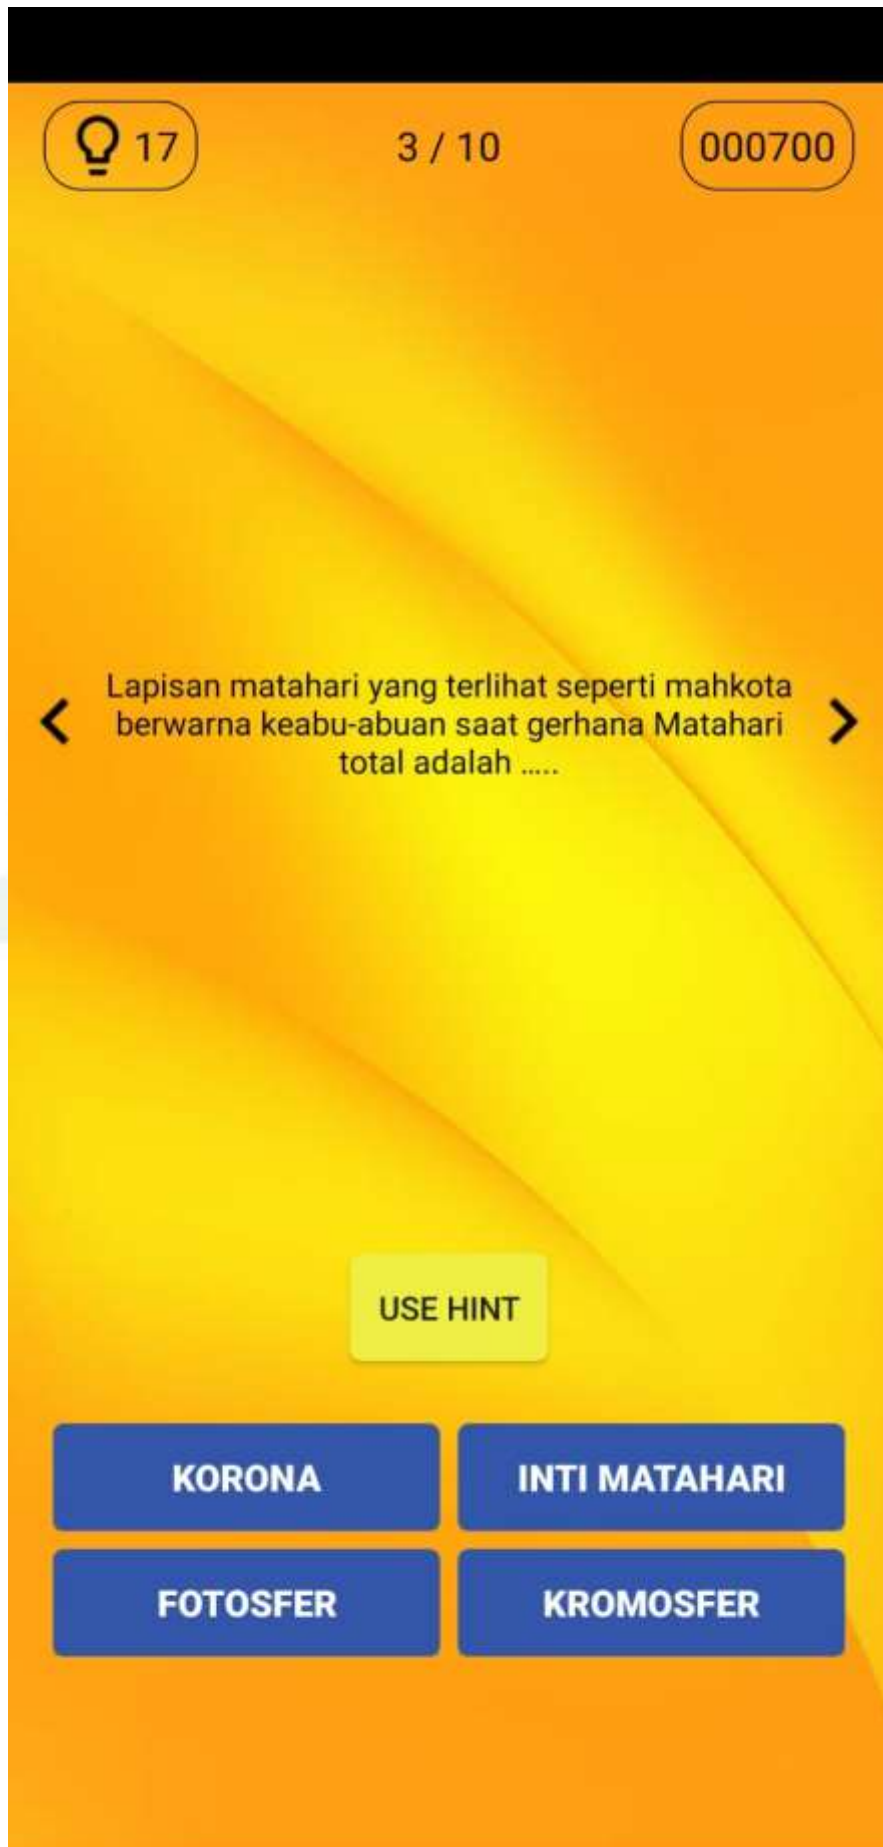 17
3 / 10
000700
Lapisan matahari yang terlihat seperti mahkota
berwarna keabu-abuan saat gerhana Matahari
total adalah .....
USE HINT
KORONA
INTI MATAHARI
FOTOSFER
KROMOSFER